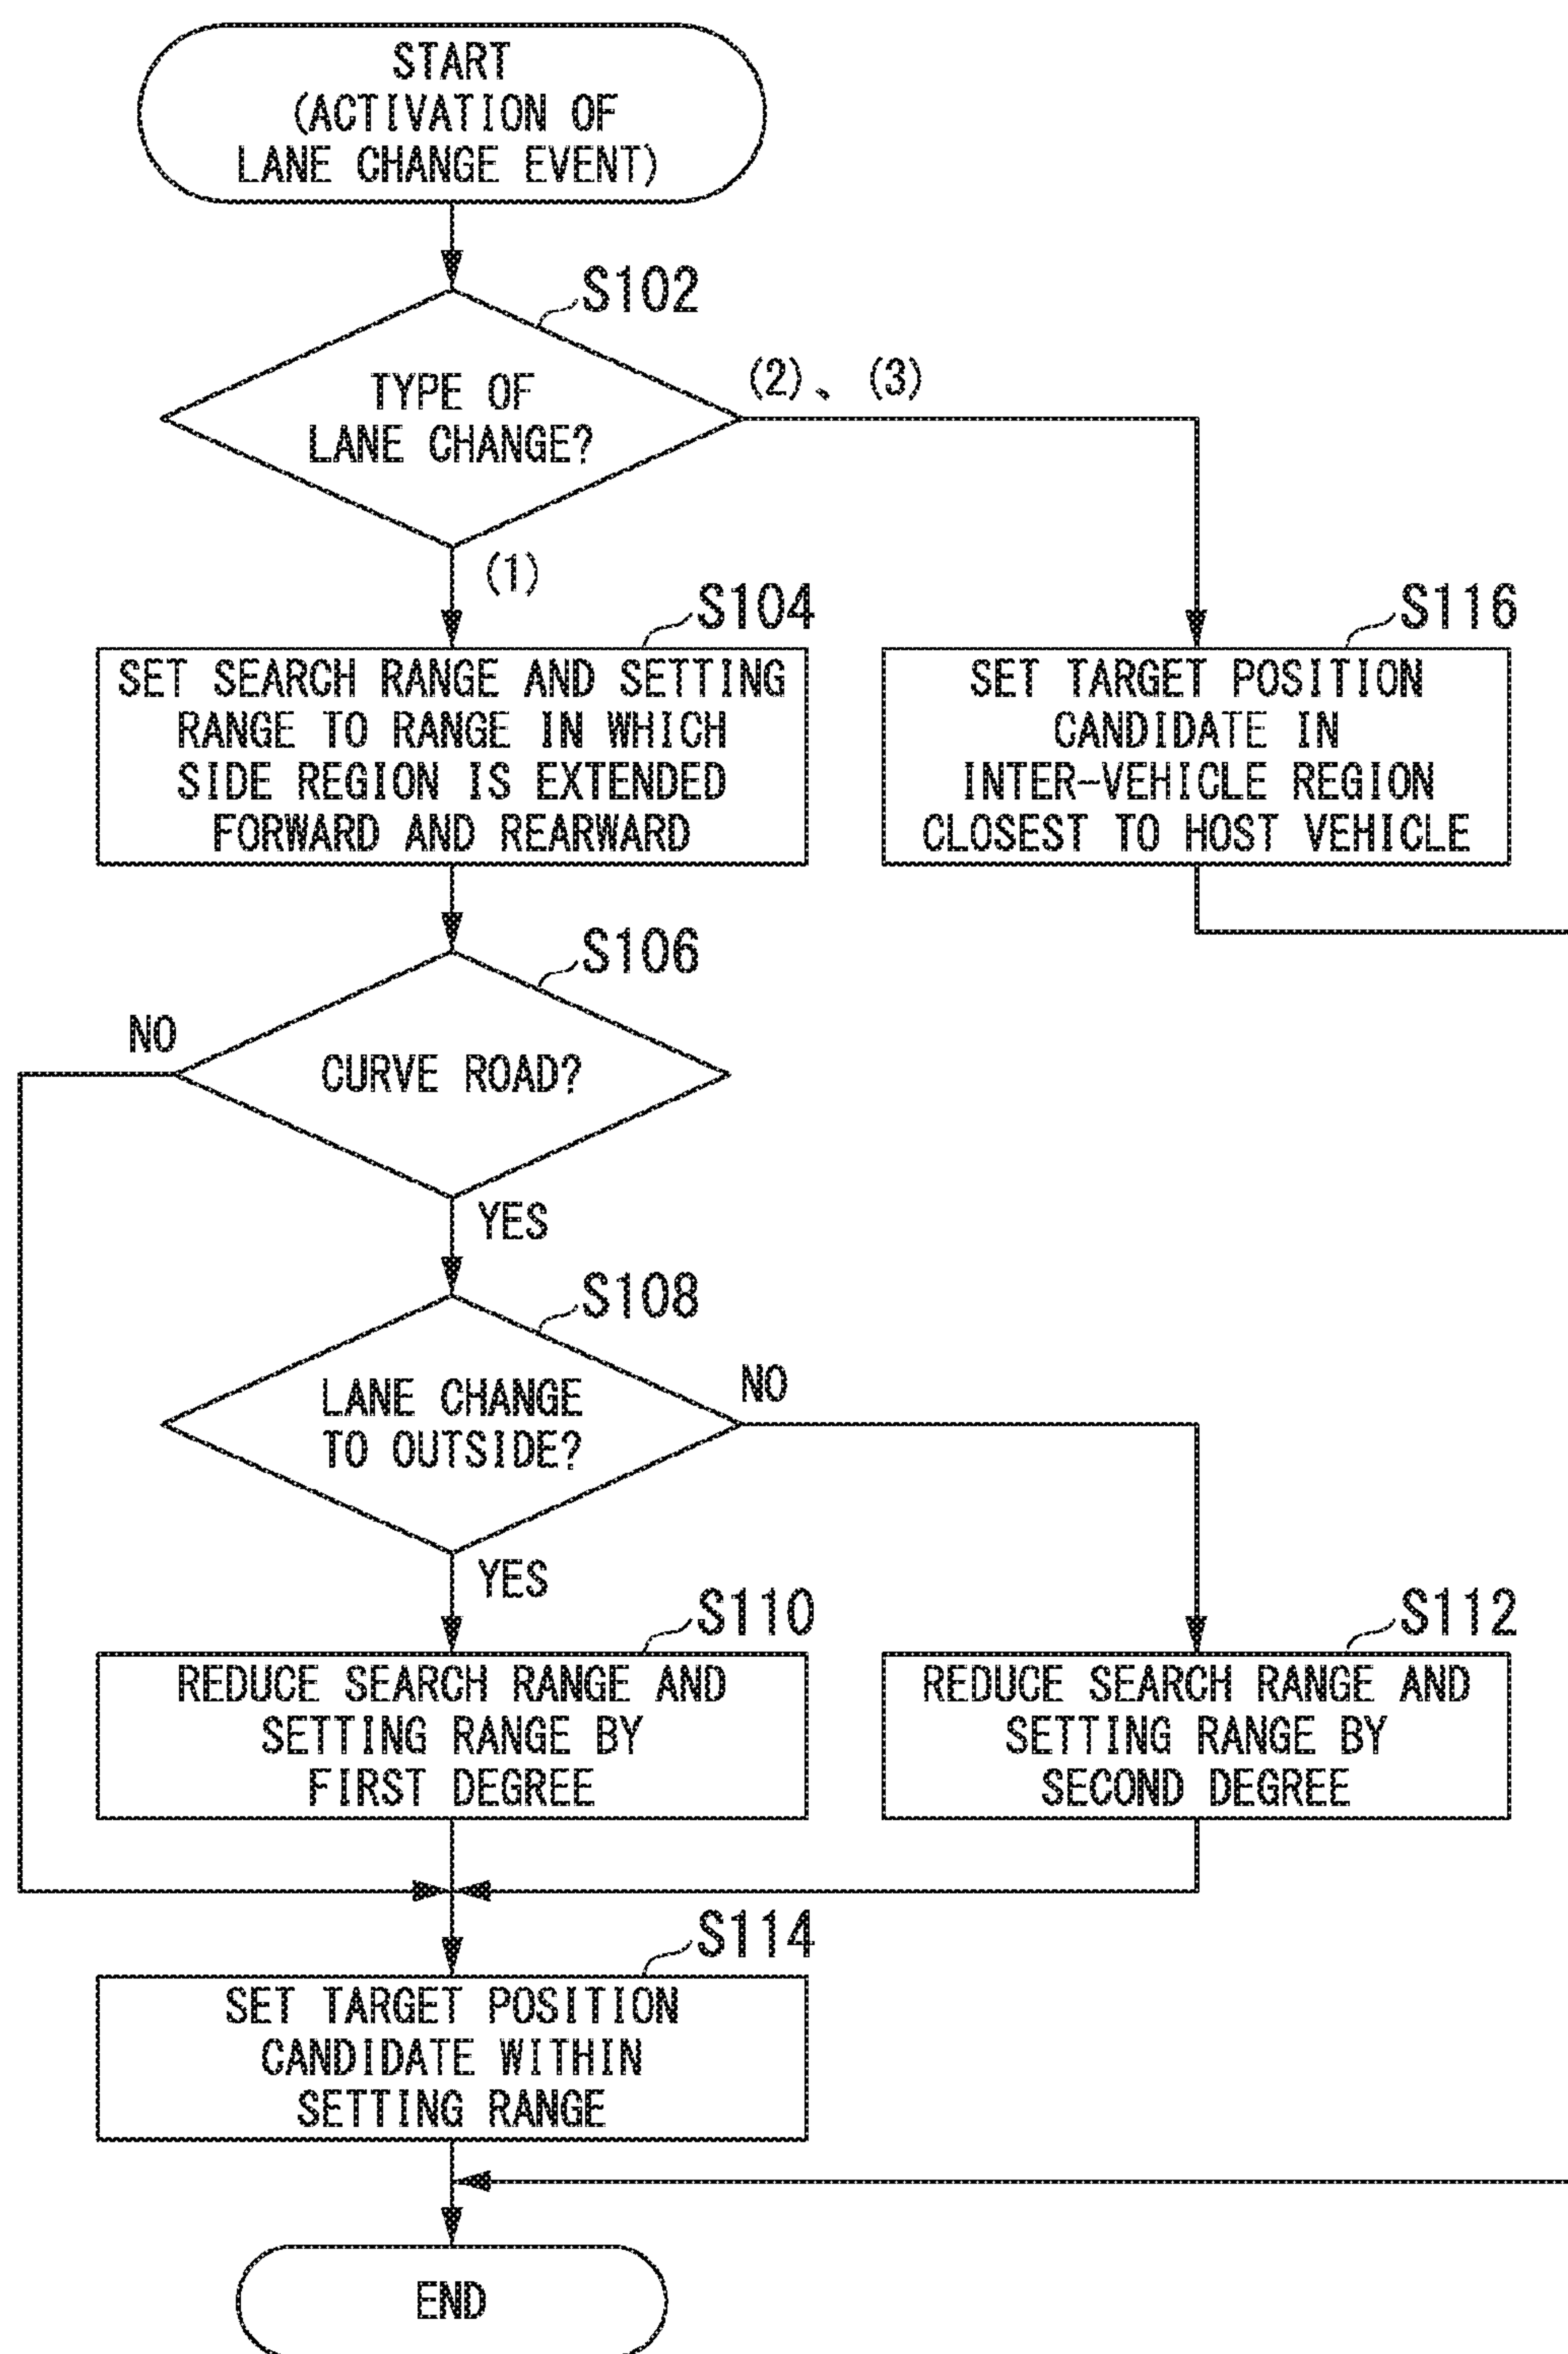 START
(ACTIVATION OF
LANE CHANGE EVENT)
S102
TYPE OF
LANE CHANGE?
(2)、(3)
(1)
S104
SET SEARCH RANGE AND SETTING
RANGE TO RANGE IN WHICH
SIDE REGION IS EXTENDED
FORWARD AND REARWARD
S116
SET TARGET POSITION
CANDIDATE IN
INTER-VEHICLE REGION
CLOSEST TO HOST VEHICLE
S106
NO
CURVE ROAD?
YES
S108
LANE CHANGE
TO OUTSIDE?
NO
YES
S110
REDUCE SEARCH RANGE AND
SETTING RANGE BY
FIRST DEGREE
S112
REDUCE SEARCH RANGE AND
SETTING RANGE BY
SECOND DEGREE
S114
SET TARGET POSITION
CANDIDATE WITHIN
SETTING RANGE
END